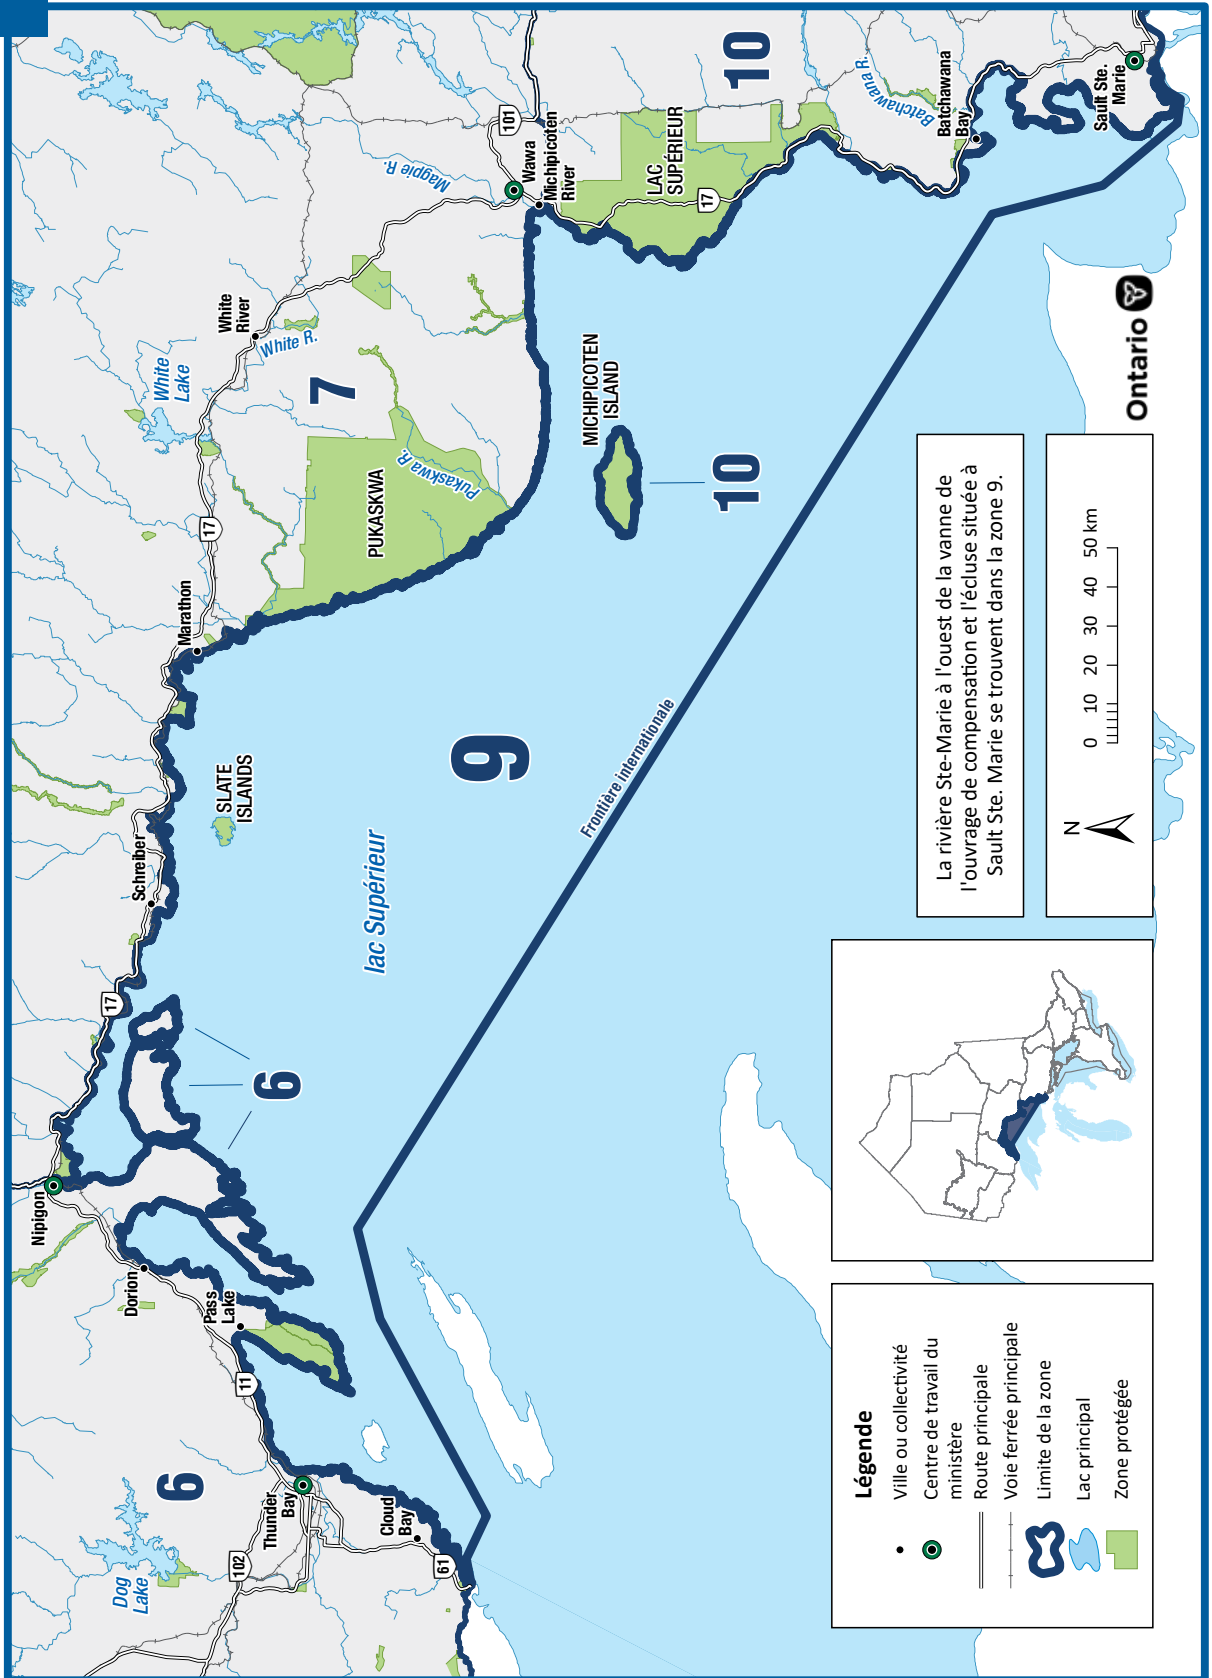 Dog
Lake
6
102
Thunder
Bay
Cloud
Bay
61
11
Pass
Lake
Dorion
Nipigon
6
17
Schreiber
SLATE
ISLANDS
lac Supérieur
9
Frontière internationale
Marathon
17
PUKASKWA
Pukaskwa R.
7
White
Lake
White
River
White R.
MICHIPICOTEN
ISLAND
10
Magpie R.
101
Wawa
Michipicoten
River
LAC
SUPÉRIEUR
17
10
Batchawana R.
Batchawana
Bay
Sault Ste.
Marie
Légende
Ville ou collectivité
Centre de travail du
ministère
Route principale
Voie ferrée principale
Limite de la zone
Lac principal
Zone protégée
La rivière Ste-Marie à l'ouest de la vanne de
l'ouvrage de compensation et l'écluse située à
Sault Ste. Marie se trouvent dans la zone 9.
N
0 10 20 30 40 50 km
Ontario